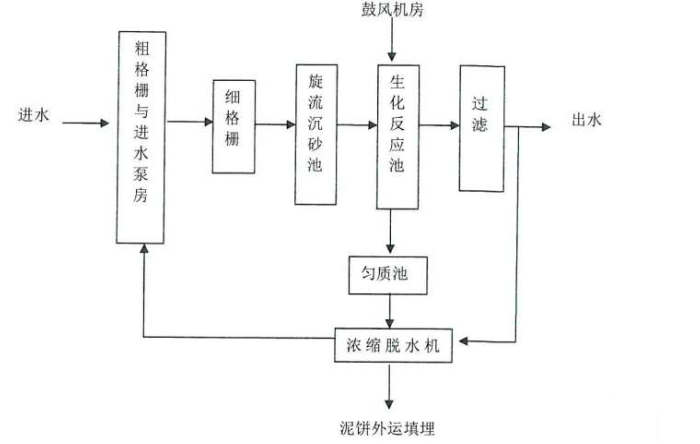 鼓风机房
进水
粗格栅与进水泵房
细格栅
旋流沉砂池
生化反应池
过滤
出水
匀质池
浓缩脱水机
泥饼外运填埋